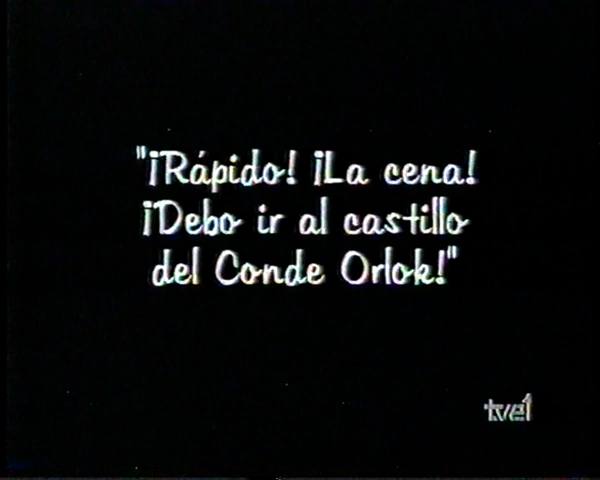 "¡Rápido! ¡La cena!
¡Debo ir al castillo
del Conde Orlok!"
tve1